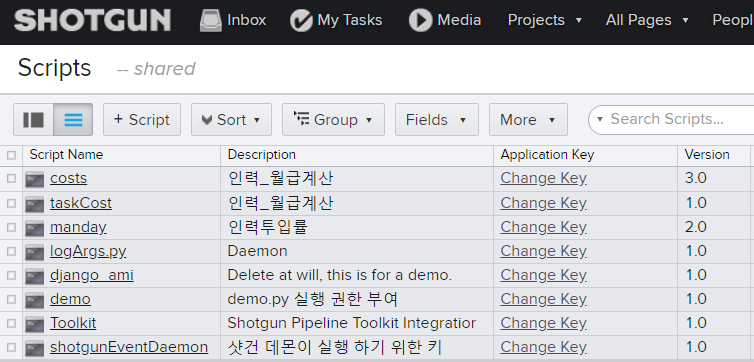 SHOTGUN Inbox My Tasks Media Projects All Pages Peopl
Scripts -- shared
+ Script Sort Group Fields More Search Scripts...
Script Name Description Application Key Version
costs 인력_월급계산 Change Key 3.0
taskCost 인력_월급계산 Change Key 1.0
manday 인력투입률 Change Key 2.0
logArgs.py Daemon Change Key 1.0
django_ami Delete at will, this is for a demo. Change Key 1.0
demo demo.py 실행 권한 부여 Change Key 1.0
Toolkit Shotgun Pipeline Toolkit Integration Change Key 1.0
shotgunEventDaemon 샷건 데몬이 실행 하기 위한 키 Change Key 1.0